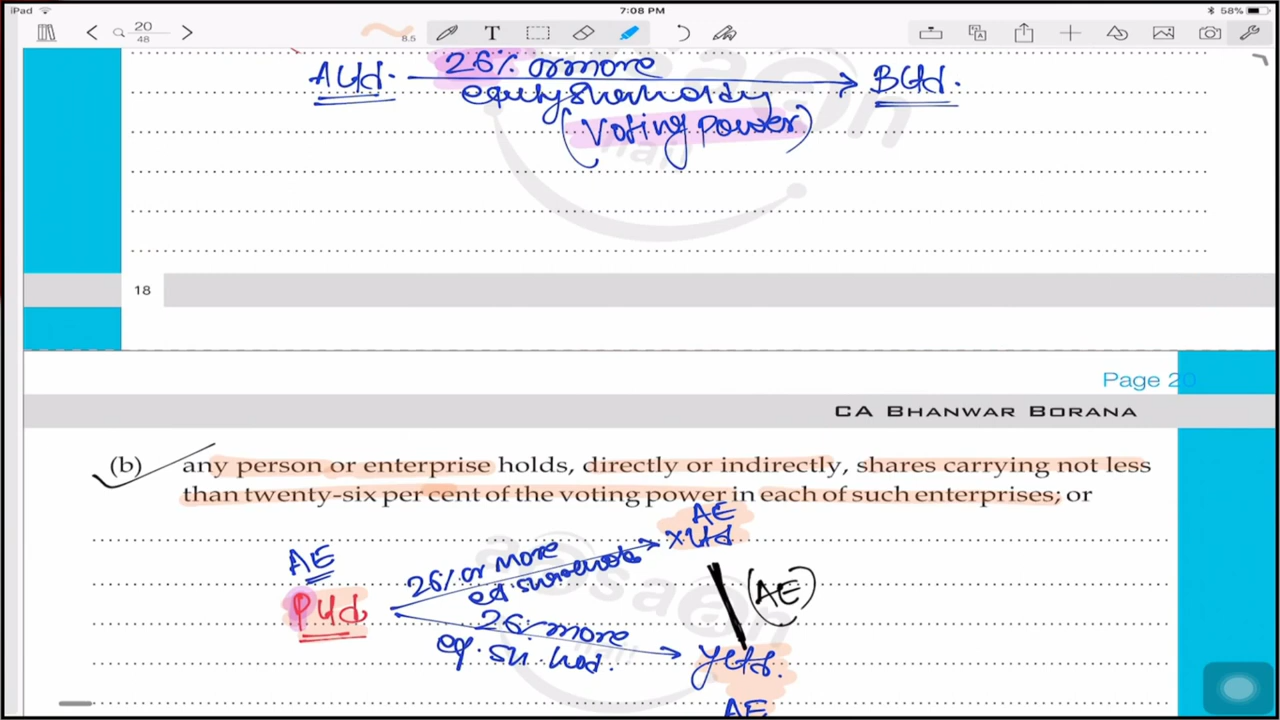 iPad
7:08 PM
58%
20
48
8.5
T
A Ltd. 26% or more B Ltd.
equity shareholding
(Voting power)
18
Page 20
CA BHANWAR BORANA
(b) any person or enterprise holds, directly or indirectly, shares carrying not less
than twenty-six per cent of the voting power in each of such enterprises; or
AE
X Ltd
AE
26% or more
eq. shareholding
P Ltd
(AE)
26% more
eq. sh. hol.
Y Ltd.
AE